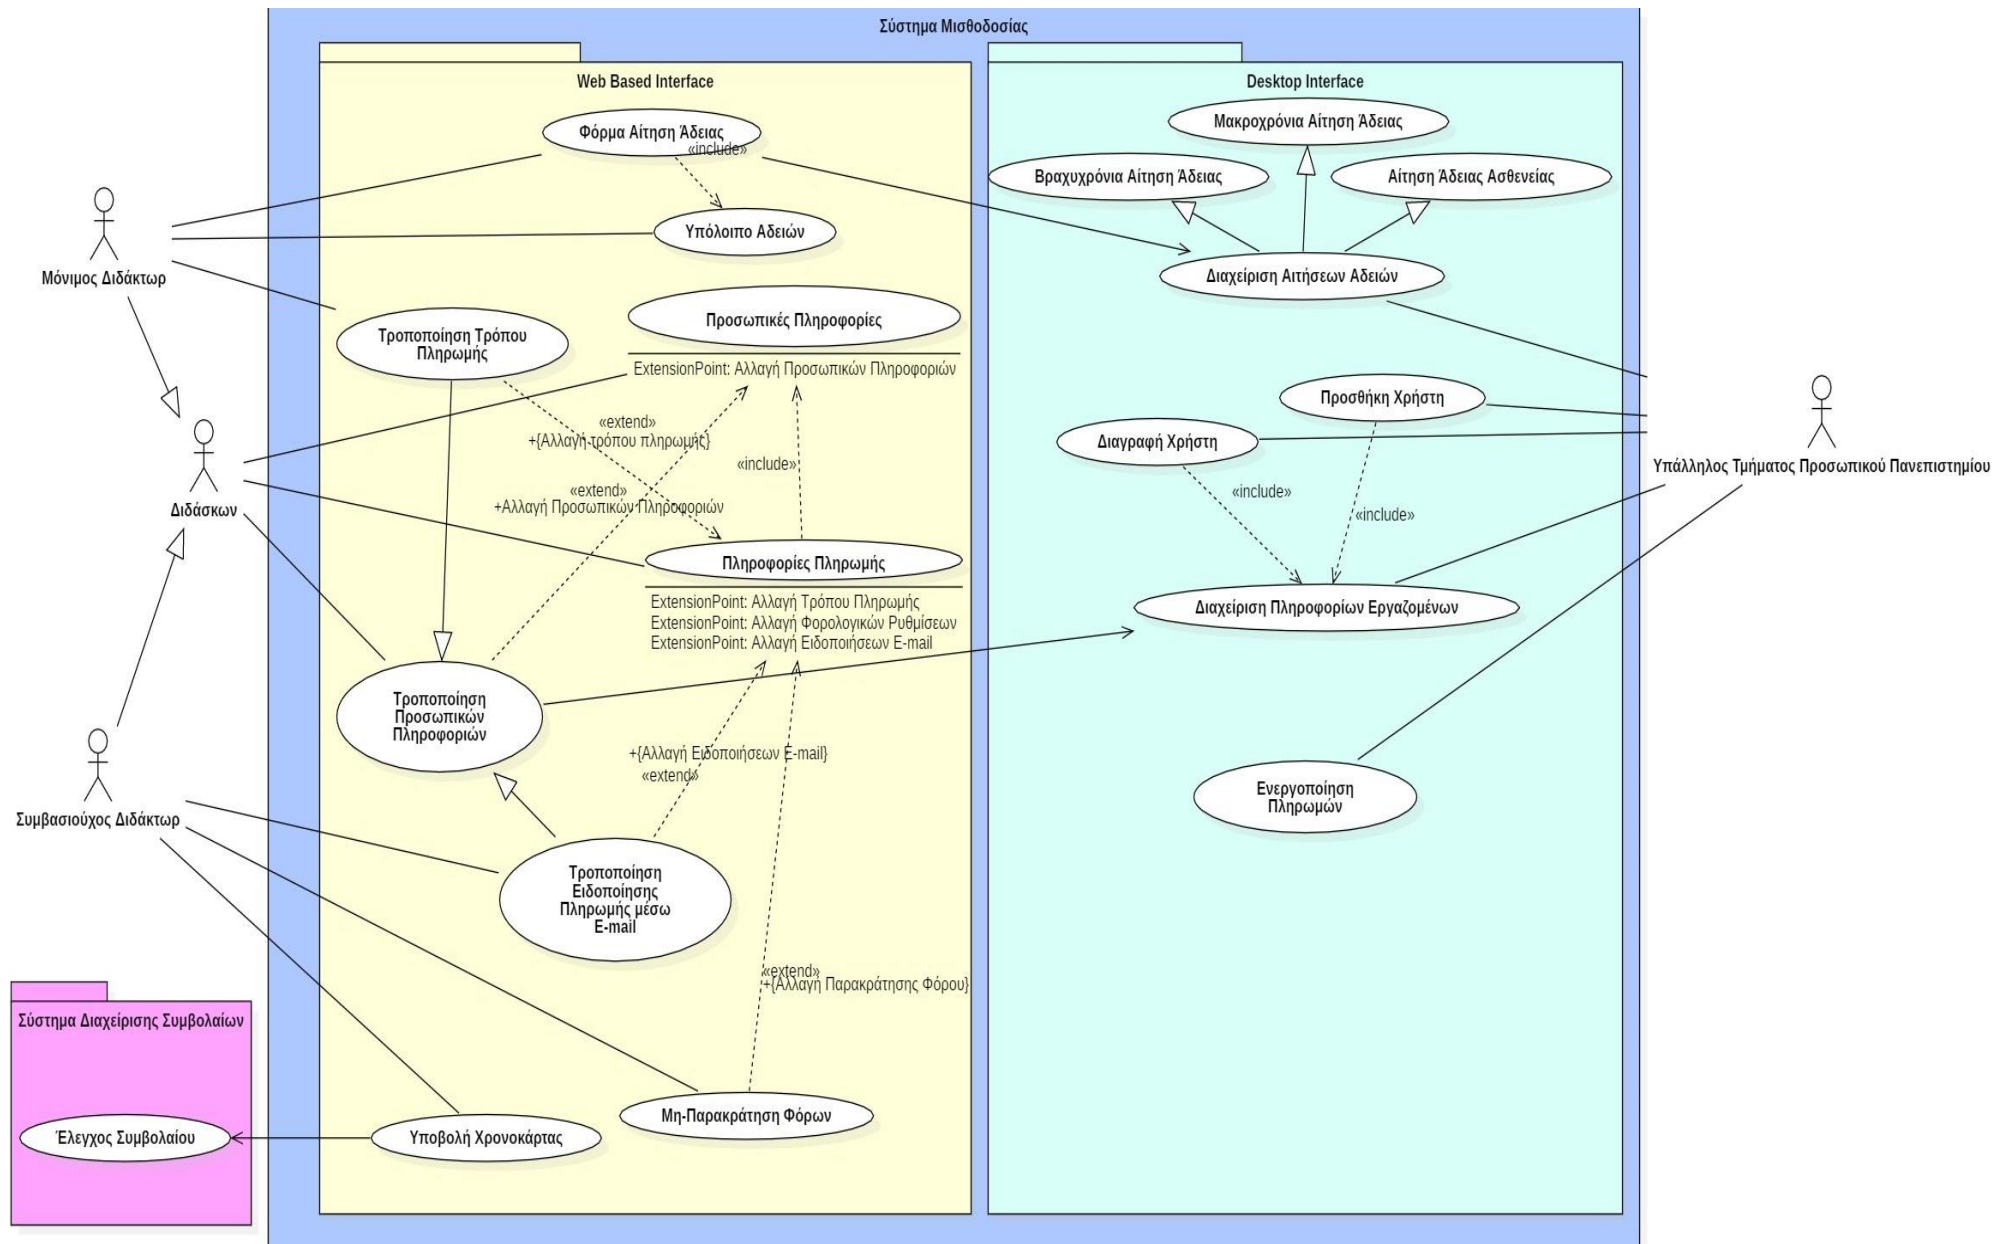 Σύστημα Μισθοδοσίας
Web Based Interface
Desktop Interface
Φόρμα Αίτηση Άδειας
«include»
Υπόλοιπο Αδειών
Μακροχρόνια Αίτηση Άδειας
Βραχυχρόνια Αίτηση Άδειας
Αίτηση Άδειας Ασθενείας
Διαχείριση Αιτήσεων Αδειών
Μόνιμος Διδάκτωρ
Προσωπικές Πληροφορίες
ExtensionPoint: Αλλαγή Προσωπικών Πληροφοριών
Τροποποίηση Τρόπου
Πληρωμής
«extend»
+{Αλλαγή τρόπου πληρωμής}
«include»
«extend»
+Αλλαγή Προσωπικών Πληροφοριών
Διδάσκων
Προσθήκη Χρήστη
Διαγραφή Χρήστη
«include»
«include»
Υπάλληλος Τμήματος Προσωπικού Πανεπιστημίου
Πληροφορίες Πληρωμής
ExtensionPoint: Αλλαγή Τρόπου Πληρωμής
ExtensionPoint: Αλλαγή Φορολογικών Ρυθμίσεων
ExtensionPoint: Αλλαγή Ειδοποιήσεων E-mail
Διαχείριση Πληροφορίων Εργαζομένων
Τροποποίηση
Προσωπικών
Πληροφοριών
+{Αλλαγή Ειδοποιήσεων E-mail}
«extend»
Ενεργοποίηση
Πληρωμών
Συμβασιούχος Διδάκτωρ
Τροποποίηση
Ειδοποίησης
Πληρωμής μέσω
E-mail
«extend»
+{Αλλαγή Παρακράτησης Φόρου}
Σύστημα Διαχείρισης Συμβολαίων
Έλεγχος Συμβολαίου
Υποβολή Χρονοκάρτας
Μη-Παρακράτηση Φόρων